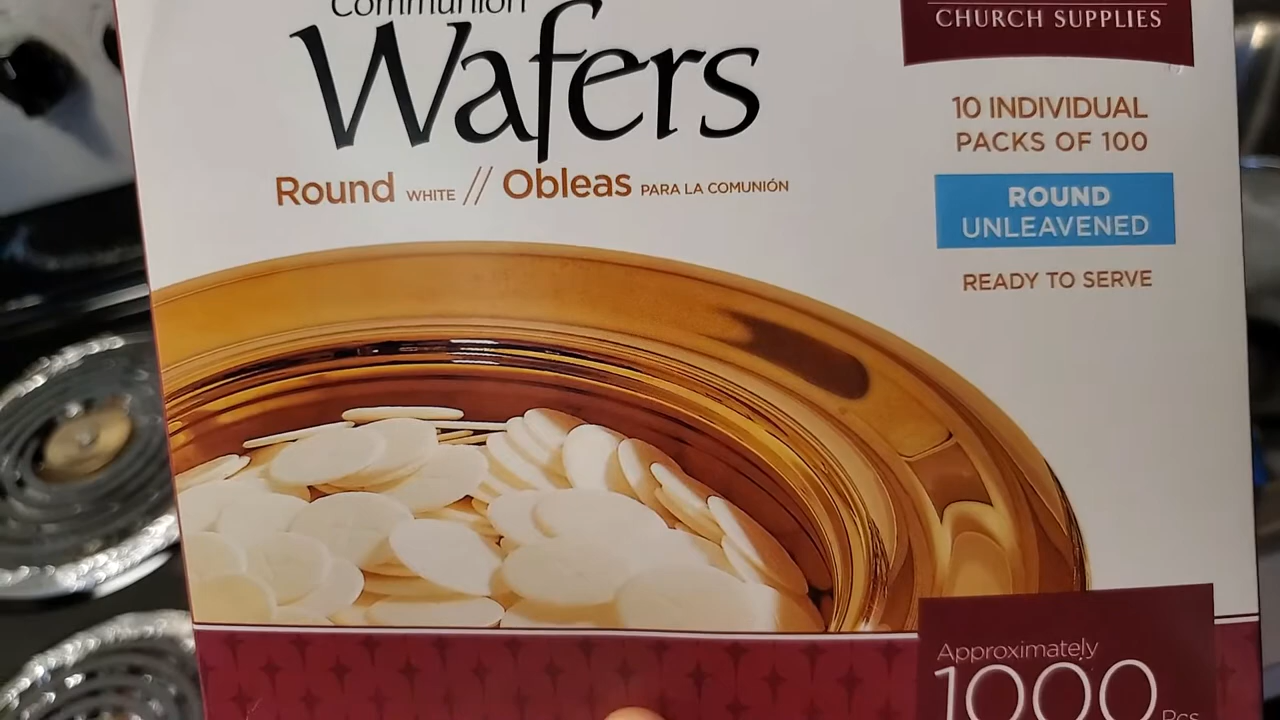 Communion
Wafers
Round WHITE // Obleas PARA LA COMUNIÓN
CHURCH SUPPLIES
10 INDIVIDUAL
PACKS OF 100
ROUND
UNLEAVENED
READY TO SERVE
Approximately
1000 Pcs